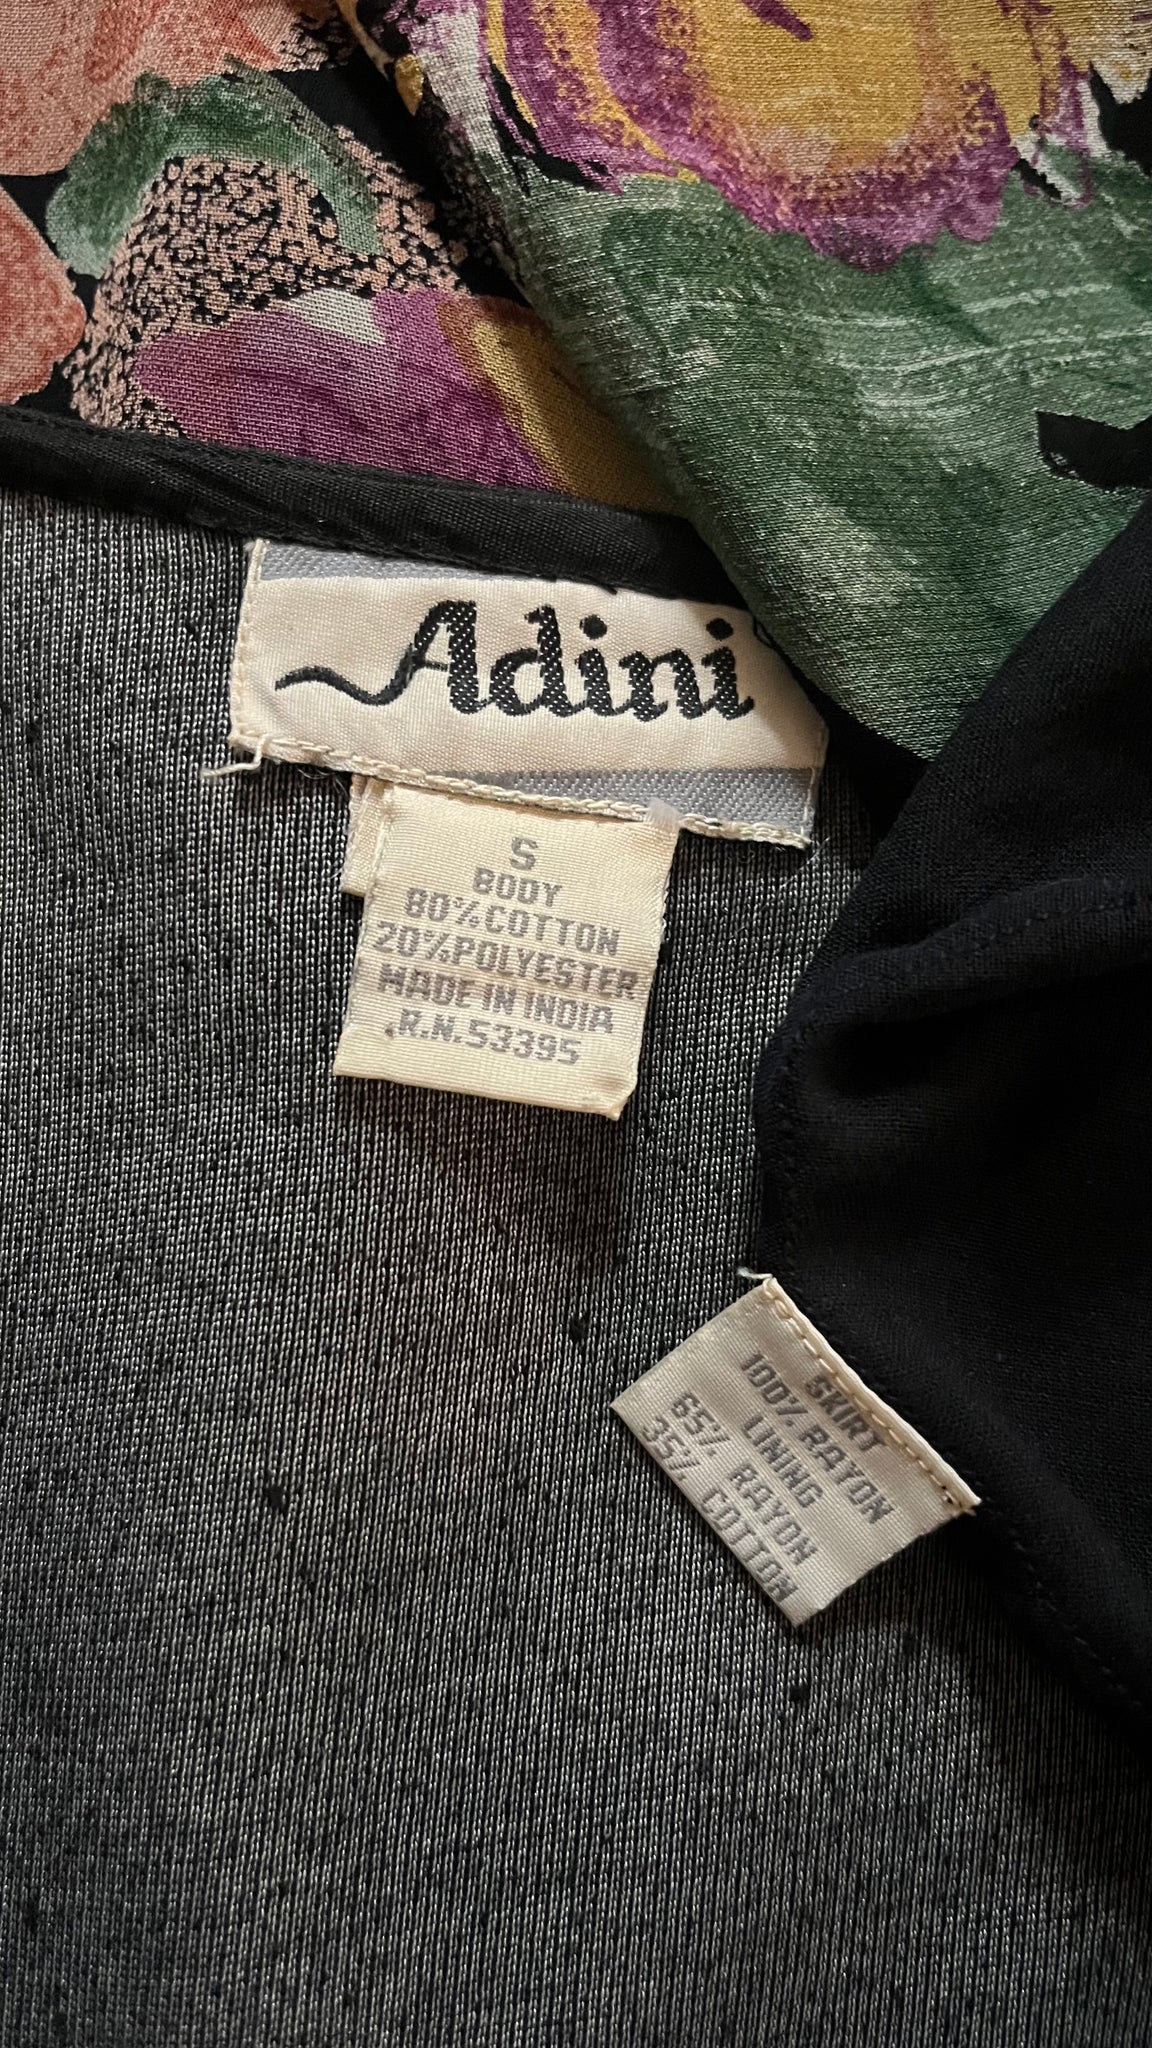 Adini
S
BODY
80%COTTON
20%POLYESTER
MADE IN INDIA
R.N.53395
SKIRT
100% RAYON
LINING
65% RAYON
35% COTTON